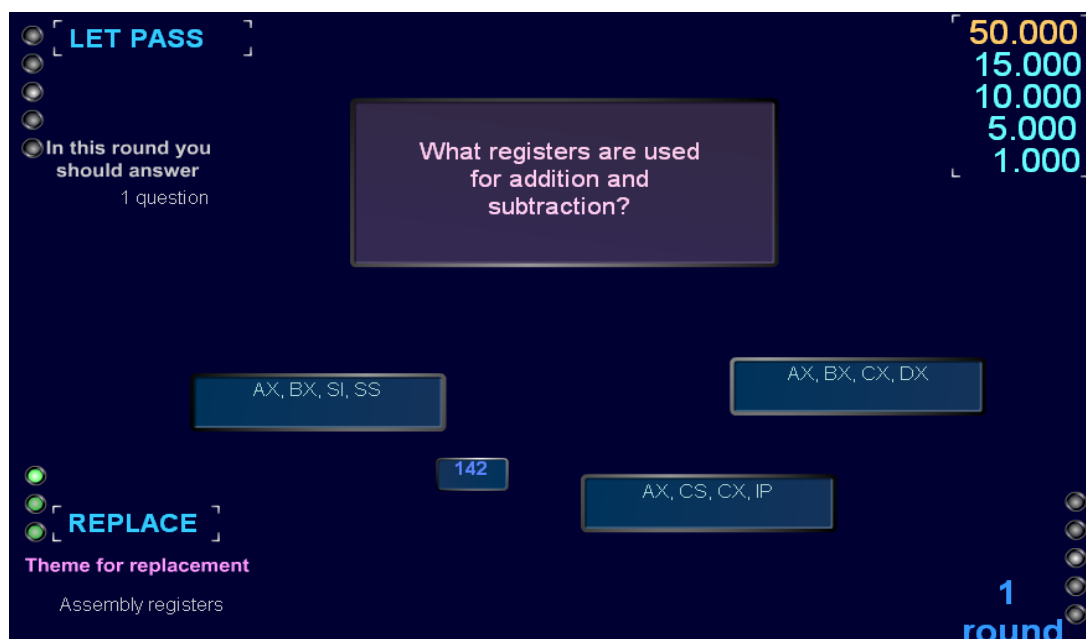 LET PASS
In this round you
should answer
1 question
50.000
15.000
10.000
5.000
1.000
What registers are used
for addition and
subtraction?
AX, BX, SI, SS
AX, BX, CX, DX
142
AX, CS, CX, IP
REPLACE
Theme for replacement
Assembly registers
1
round